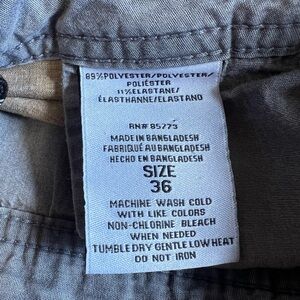 89%POLYESTER/POLYESTER/
POLIÉSTER
11%ELASTANE/
ÉLASTHANNE/ELASTANO
RN# 85773
MADE IN BANGLADESH
FABRIQUÉ AU BANGLADESH
HECHO EN BANGLADESH
SIZE
36
MACHINE WASH COLD
WITH LIKE COLORS
NON-CHLORINE BLEACH
WHEN NEEDED
TUMBLE DRY GENTLE LOW HEAT
DO NOT IRON